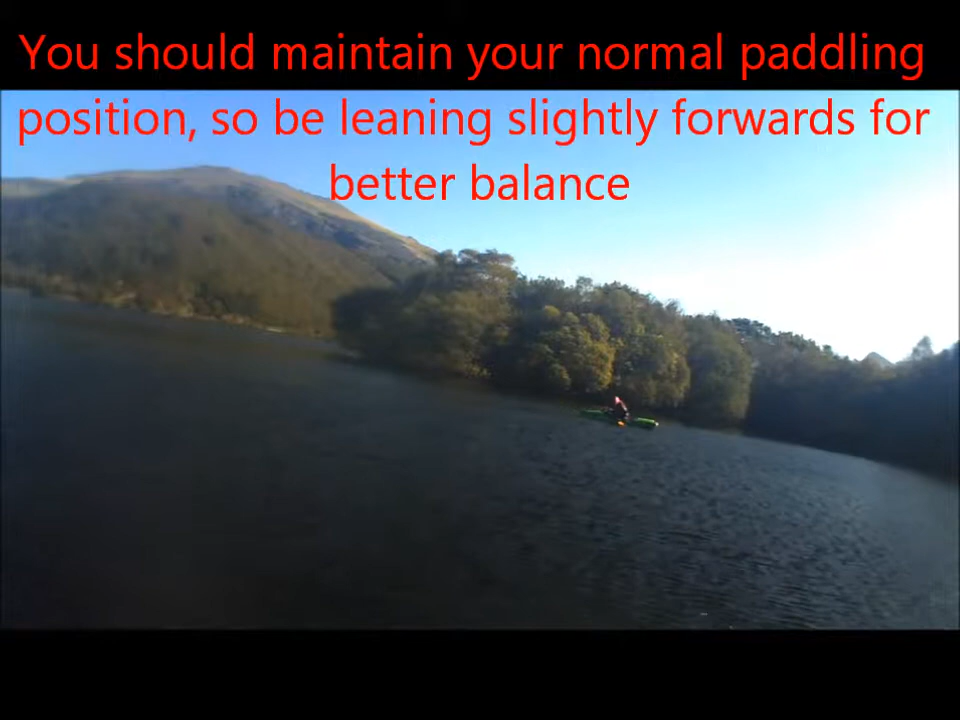 You should maintain your normal paddling
position, so be leaning slightly forwards for
better balance